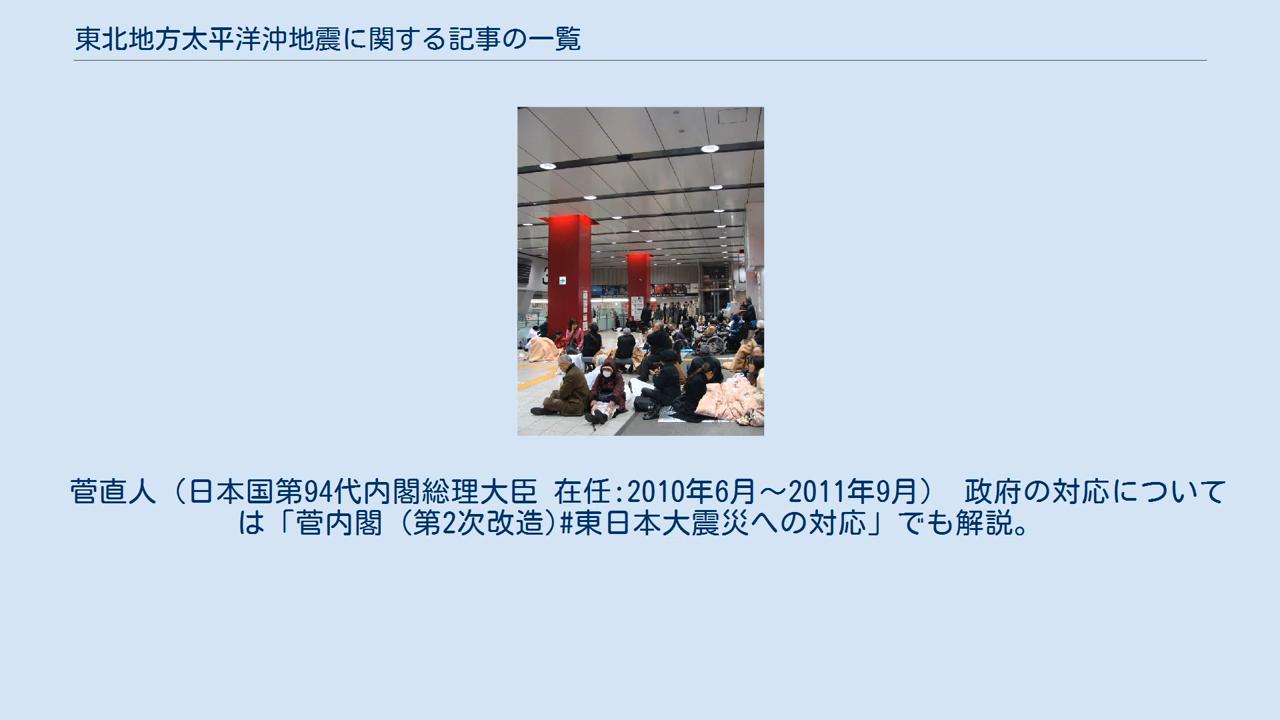 東北地方太平洋沖地震に関する記事の一覧
菅直人（日本国第94代内閣総理大臣 在任:2010年6月～2011年9月） 政府の対応について
は「菅内閣 (第2次改造)#東日本大震災への対応」でも解説。